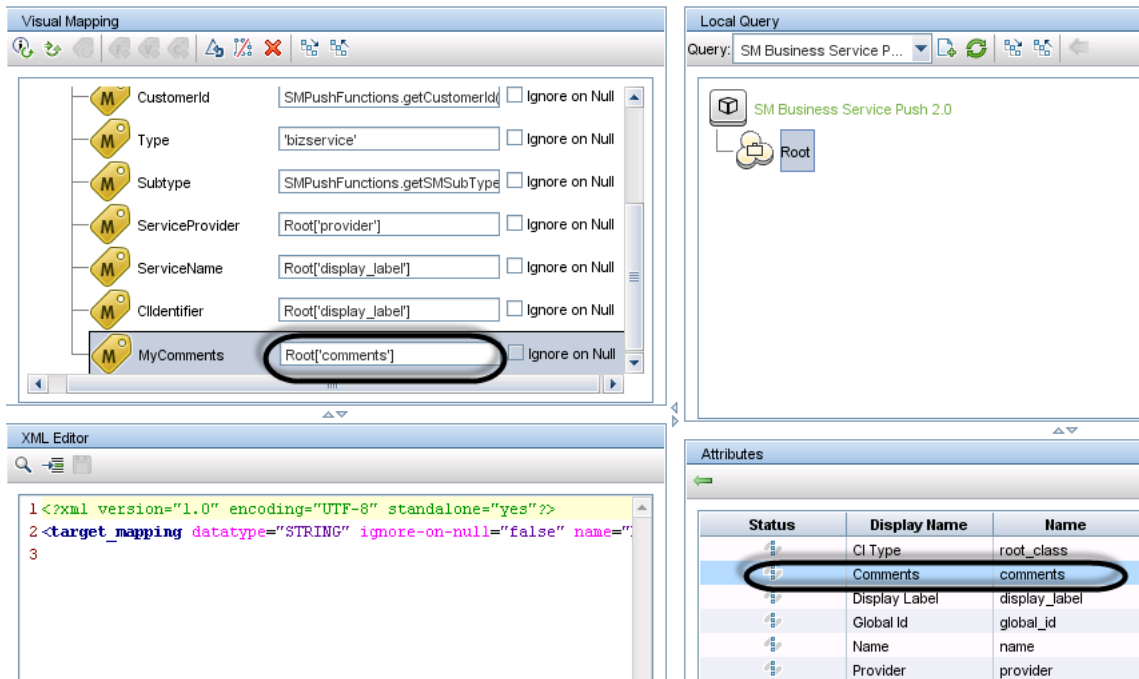 Visual Mapping
CustomerId SMPushFunctions.getCustomerId( Ignore on Null
Type 'bizservice' Ignore on Null
Subtype SMPushFunctions.getSMSubType Ignore on Null
ServiceProvider Root['provider'] Ignore on Null
ServiceName Root['display_label'] Ignore on Null
CIIdentifier Root['display_label'] Ignore on Null
MyComments Root['comments'] Ignore on Null
Local Query
Query: SM Business Service P...
SM Business Service Push 2.0
Root
XML Editor
1 <?xml version="1.0" encoding="UTF-8" standalone="yes"?>
2 <target_mapping datatype="STRING" ignore-on-null="false" name="
3
Attributes
Status Display Name Name
CI Type root_class
Comments comments
Display Label display_label
Global Id global_id
Name name
Provider provider